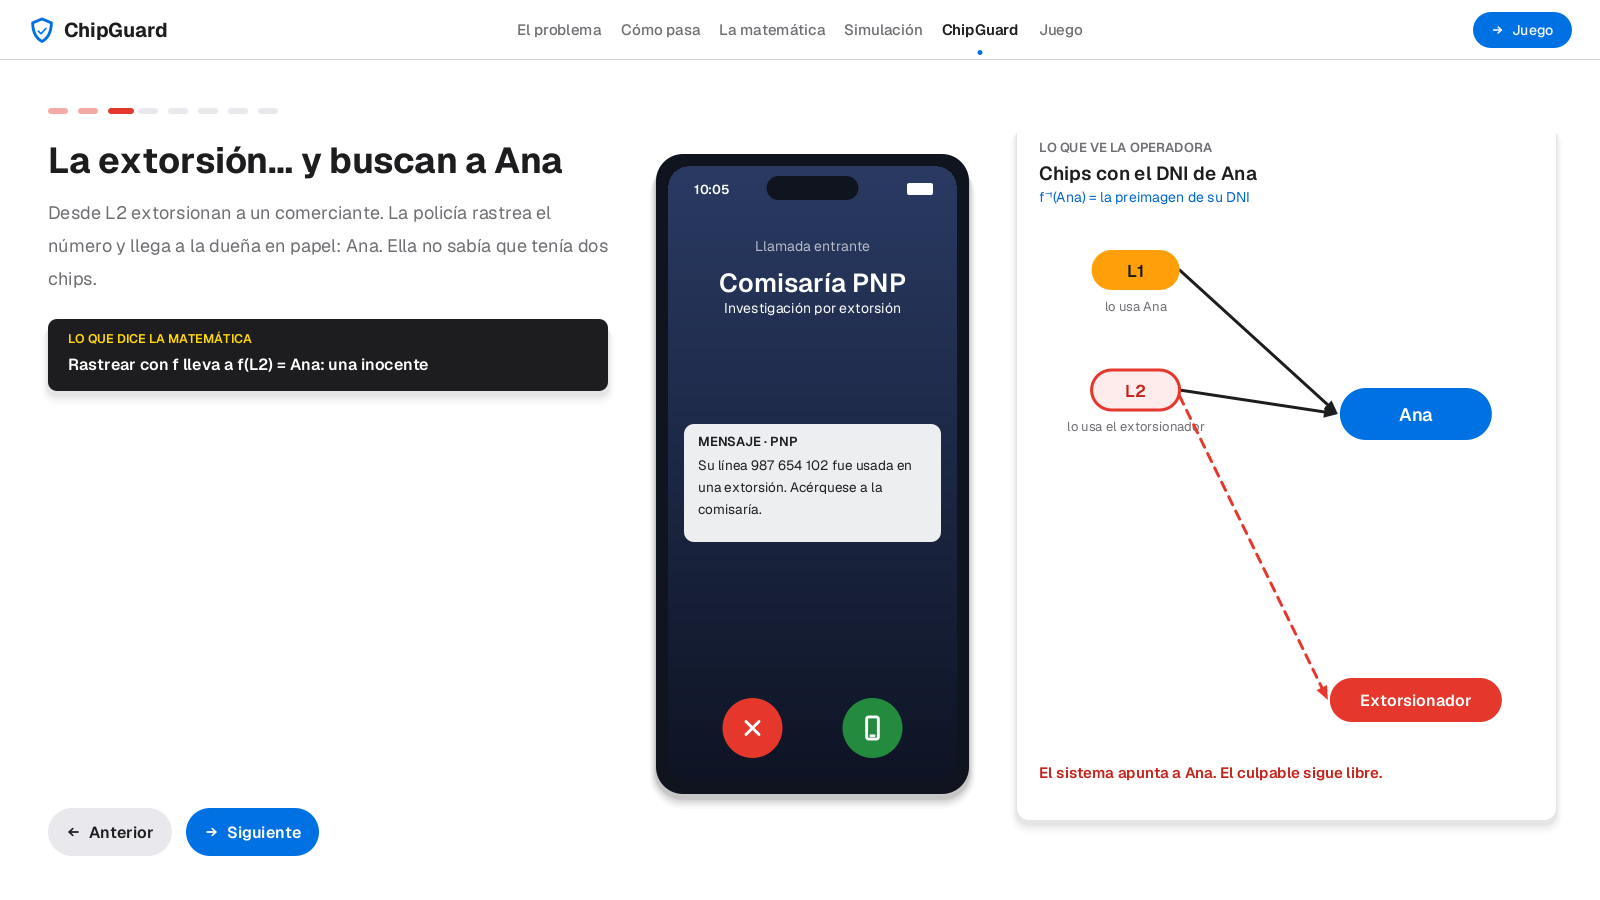 ChipGuard
El problema
Cómo pasa
La matemática
Simulación
ChipGuard
Juego
→ Juego
La extorsión... y buscan a Ana
Desde L2 extorsionan a un comerciante. La policía rastrea el
número y llega a la dueña en papel: Ana. Ella no sabía que tenía dos
chips.
LO QUE DICE LA MATEMÁTICA
Rastrear con f lleva a f(L2) = Ana: una inocente
← Anterior
→ Siguiente
10:05
Llamada entrante
Comisaría PNP
Investigación por extorsión
MENSAJE · PNP
Su línea 987 654 102 fue usada en
una extorsión. Acérquese a la
comisaría.
LO QUE VE LA OPERADORA
Chips con el DNI de Ana
f⁻¹(Ana) = la preimagen de su DNI
L1
lo usa Ana
L2
lo usa el extorsionador
Ana
Extorsionador
El sistema apunta a Ana. El culpable sigue libre.